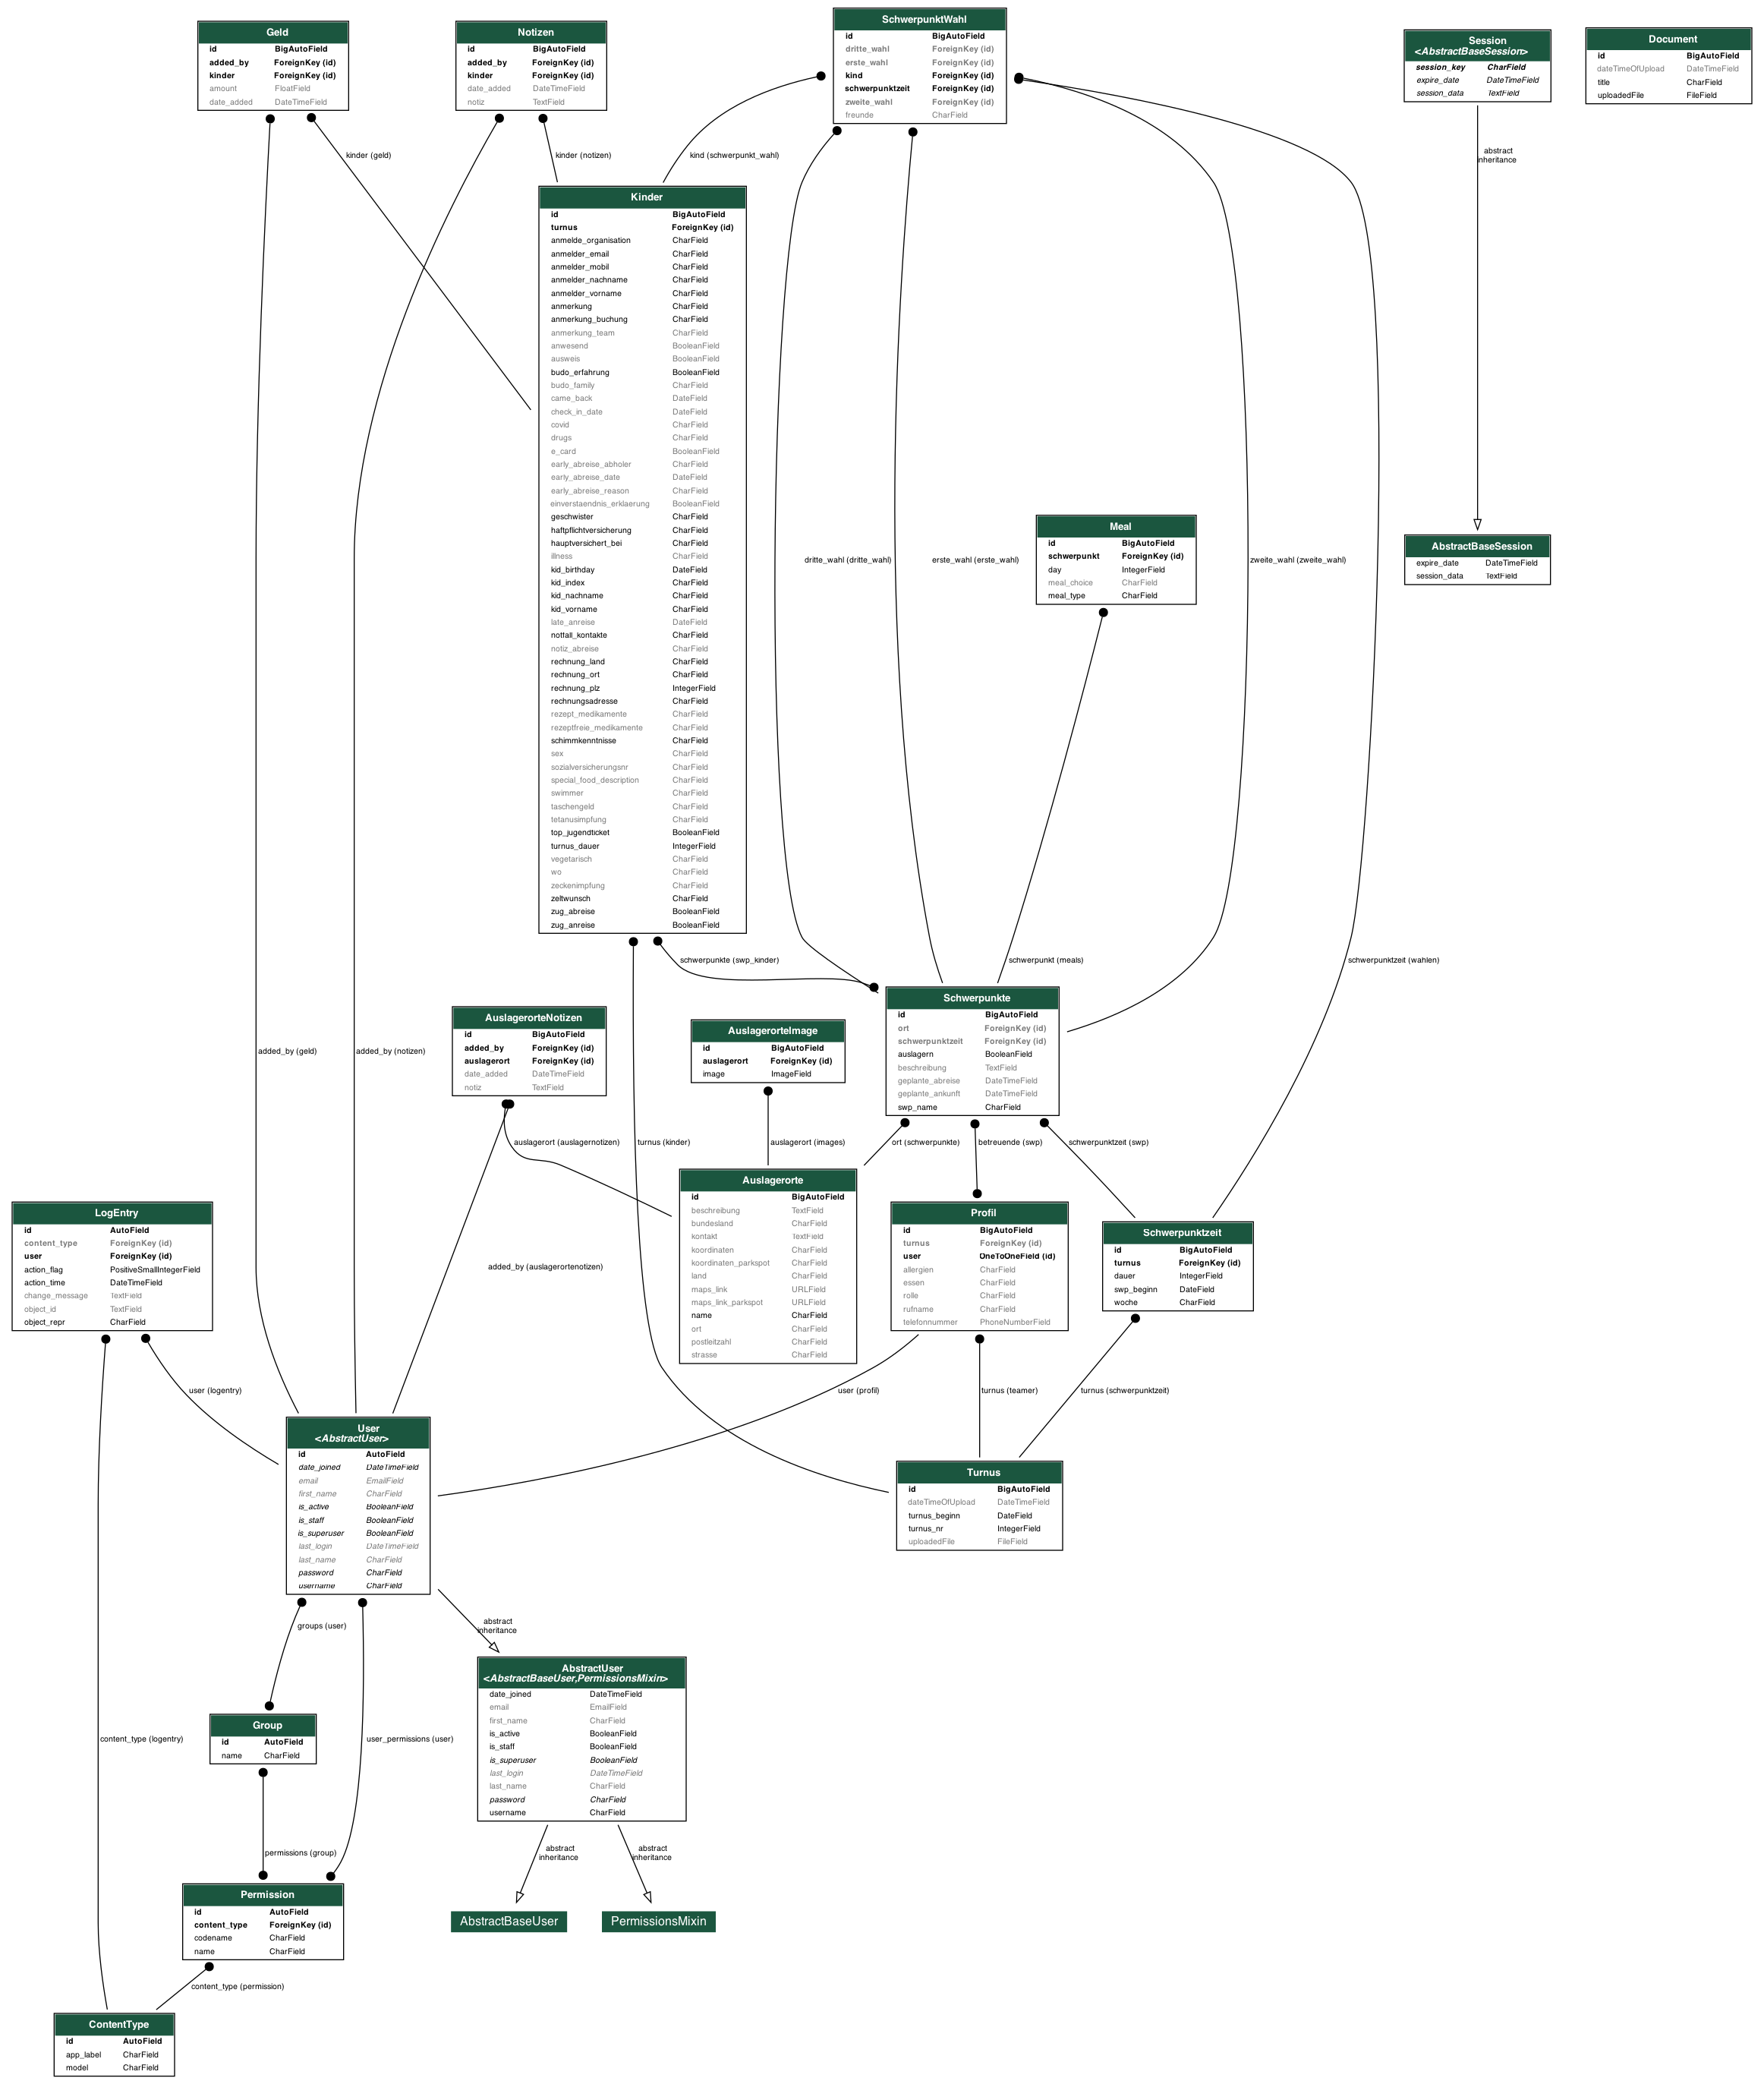 Geld
id BigAutoField
added_by ForeignKey (id)
kinder ForeignKey (id)
amount FloatField
date_added DateTimeField
Notizen
id BigAutoField
added_by ForeignKey (id)
kinder ForeignKey (id)
date_added DateTimeField
notiz TextField
SchwerpunktWahl
id BigAutoField
dritte_wahl ForeignKey (id)
erste_wahl ForeignKey (id)
kind ForeignKey (id)
schwerpunktzeit ForeignKey (id)
zweite_wahl ForeignKey (id)
freunde CharField
Session
<AbstractBaseSession>
session_key CharField
expire_date DateTimeField
session_data TextField
Document
id BigAutoField
dateTimeOfUpload DateTimeField
title CharField
uploadedFile FileField
kinder (geld)
kinder (notizen)
kind (schwerpunkt_wahl)
abstract
inheritance
Kinder
id BigAutoField
turnus ForeignKey (id)
anmelde_organisation CharField
anmelder_email CharField
anmelder_mobil CharField
anmelder_nachname CharField
anmelder_vorname CharField
anmerkung CharField
anmerkung_buchung CharField
anmerkung_team CharField
anwesend BooleanField
ausweis BooleanField
budo_erfahrung BooleanField
budo_family CharField
came_back DateField
check_in_date DateField
covid CharField
drugs CharField
e_card BooleanField
early_abreise_abholer CharField
early_abreise_date DateField
early_abreise_reason CharField
einverstaendnis_erklaerung BooleanField
geschwister CharField
haftpflichtversicherung CharField
hauptversichert_bei CharField
illness CharField
kid_birthday DateField
kid_index CharField
kid_nachname CharField
kid_vorname CharField
late_anreise DateField
notfall_kontakte CharField
notiz_abreise CharField
rechnung_land CharField
rechnung_ort CharField
rechnung_plz IntegerField
rechnungsadresse CharField
rezept_medikamente CharField
rezeptfreie_medikamente CharField
schimmkenntnisse CharField
sex CharField
sozialversicherungsnr CharField
special_food_description CharField
swimmer CharField
taschengeld CharField
tetanusimpfung CharField
top_jugendticket BooleanField
turnus_dauer IntegerField
vegetarisch CharField
wo CharField
zeckenimpfung CharField
zeltwunsch CharField
zug_abreise BooleanField
zug_anreise BooleanField
Meal
id BigAutoField
schwerpunkt ForeignKey (id)
day IntegerField
meal_choice CharField
meal_type CharField
AbstractBaseSession
expire_date DateTimeField
session_data TextField
dritte_wahl (dritte_wahl)
erste_wahl (erste_wahl)
zweite_wahl (zweite_wahl)
schwerpunkte (swp_kinder)
schwerpunkt (meals)
schwerpunktzeit (wahlen)
added_by (geld)
added_by (notizen)
AuslagerorteNotizen
id BigAutoField
added_by ForeignKey (id)
auslagerort ForeignKey (id)
date_added DateTimeField
notiz TextField
AuslagerorteImage
id BigAutoField
auslagerort ForeignKey (id)
image ImageField
Schwerpunkte
id BigAutoField
ort ForeignKey (id)
schwerpunktzeit ForeignKey (id)
auslagern BooleanField
beschreibung TextField
geplante_abreise DateTimeField
geplante_ankunft DateTimeField
swp_name CharField
auslagerort (auslagernotizen)
turnus (kinder)
auslagerort (images)
ort (schwerpunkte)
betreuende (swp)
schwerpunktzeit (swp)
LogEntry
id AutoField
content_type ForeignKey (id)
user ForeignKey (id)
action_flag PositiveSmallIntegerField
action_time DateTimeField
change_message TextField
object_id TextField
object_repr CharField
added_by (auslagerortenotizen)
Auslagerorte
id BigAutoField
beschreibung TextField
bundesland CharField
kontakt TextField
koordinaten CharField
koordinaten_parkspot CharField
land CharField
maps_link URLField
maps_link_parkspot URLField
name CharField
ort CharField
postleitzahl CharField
strasse CharField
Profil
id BigAutoField
turnus ForeignKey (id)
user OneToOneField (id)
allergien CharField
essen CharField
rolle CharField
rufname CharField
telefonnummer PhoneNumberField
Schwerpunktzeit
id BigAutoField
turnus ForeignKey (id)
dauer IntegerField
swp_beginn DateField
woche CharField
user (logentry)
user (profil)
turnus (teamer)
turnus (schwerpunktzeit)
User
<AbstractUser>
id AutoField
date_joined DateTimeField
email EmailField
first_name CharField
is_active BooleanField
is_staff BooleanField
is_superuser BooleanField
last_login DateTimeField
last_name CharField
password CharField
username CharField
Turnus
id BigAutoField
dateTimeOfUpload DateTimeField
turnus_beginn DateField
turnus_nr IntegerField
uploadedFile FileField
groups (user)
abstract
inheritance
AbstractUser
<AbstractBaseUser,PermissionsMixin>
date_joined DateTimeField
email EmailField
first_name CharField
is_active BooleanField
is_staff BooleanField
is_superuser BooleanField
last_login DateTimeField
last_name CharField
password CharField
username CharField
Group
id AutoField
name CharField
content_type (logentry)
user_permissions (user)
permissions (group)
abstract
inheritance
abstract
inheritance
AbstractBaseUser
PermissionsMixin
Permission
id AutoField
content_type ForeignKey (id)
codename CharField
name CharField
content_type (permission)
ContentType
id AutoField
app_label CharField
model CharField